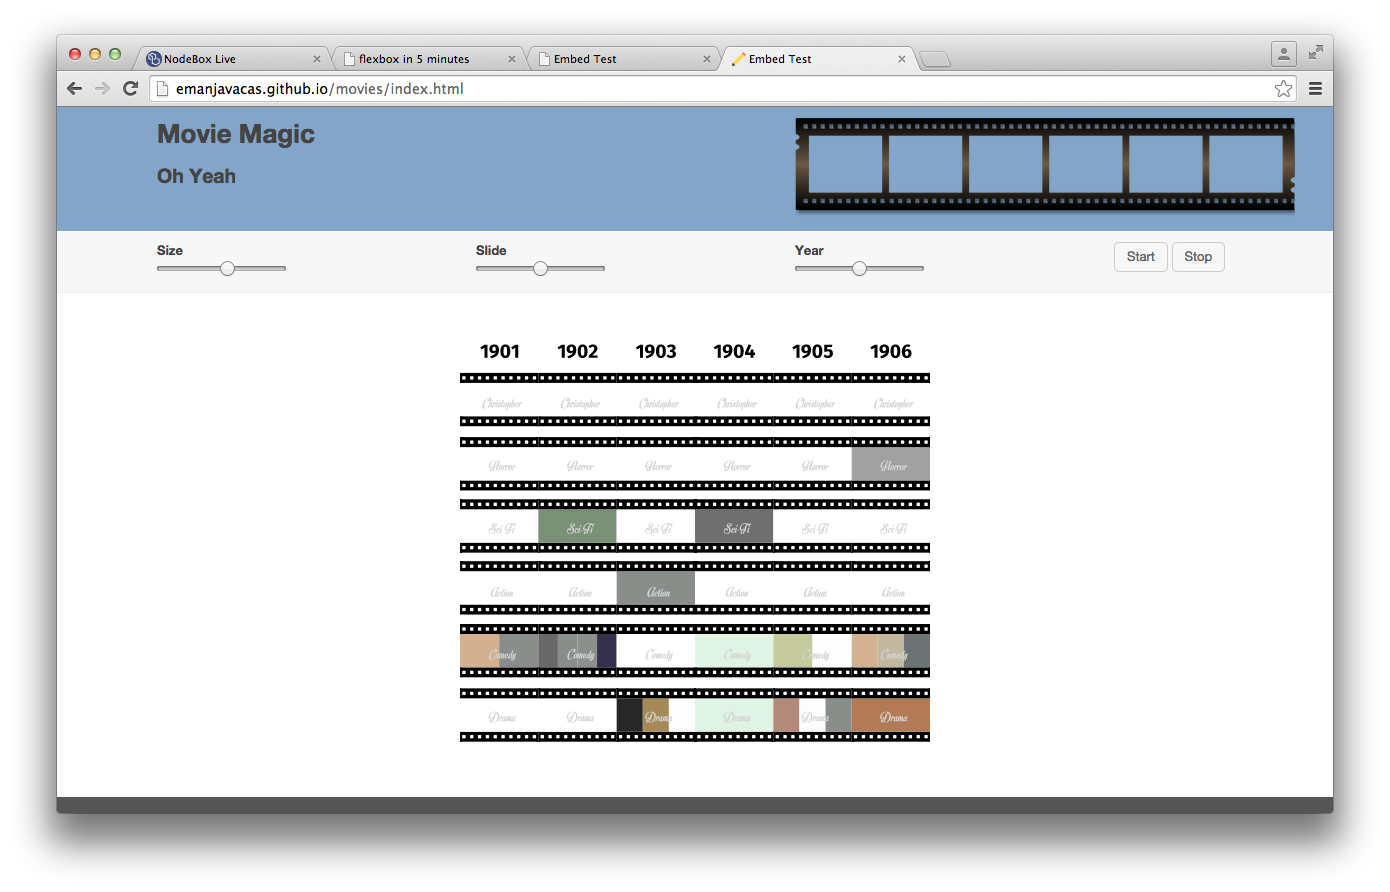 NodeBox Live
flexbox in 5 minutes
Embed Test
Embed Test
emanjavacas.github.io/movies/index.html
Movie Magic
Oh Yeah
Size
Slide
Year
Start
Stop
1901 1902 1903 1904 1905 1906
Christopher Christopher Christopher Christopher Christopher Christopher
Horror Horror Horror Horror Horror Horror
Sci-Fi Sci-Fi Sci-Fi Sci-Fi Sci-Fi Sci-Fi
Action Action Action Action Action Action
Comedy Comedy Comedy Comedy Comedy Comedy
Drama Drama Drama Drama Drama Drama